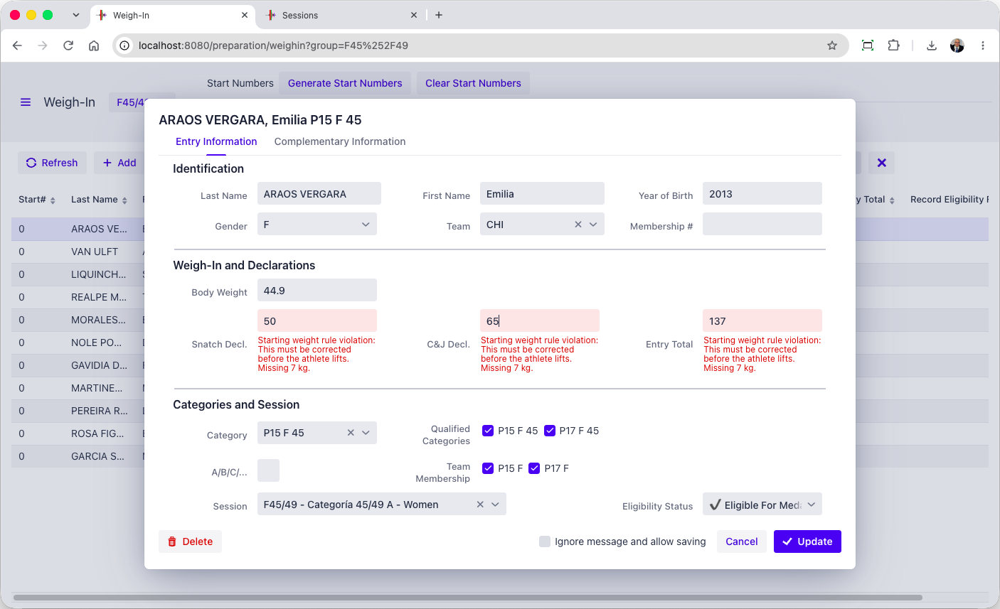 Weigh-In
Sessions
localhost:8080/preparation/weighin?group=F45%252F49
Start Numbers
Generate Start Numbers
Clear Start Numbers
Weigh-In
F45/49
ARAOS VERGARA, Emilia P15 F 45
Entry Information
Complementary Information
Refresh
Add
Identification
Last Name
ARAOS VERGARA
First Name
Emilia
Year of Birth
2013
Gender
F
Team
CHI
Membership #
Start#
Last Name
Total
Record Eligibility
0 ARAOS VE...
0 VAN ULFT
0 LIQUINCH...
0 REALPE M...
0 MORALES...
0 NOLE PO...
0 GAVIDIA D...
0 MARTINE...
0 PEREIRA R...
0 ROSA FIG...
0 GARCIA S...
Weigh-In and Declarations
Body Weight
44.9
Snatch Decl.
50
Starting weight rule violation:
This must be corrected
before the athlete lifts.
Missing 7 kg.
C&J Decl.
65
Starting weight rule violation:
This must be corrected
before the athlete lifts.
Missing 7 kg.
Entry Total
137
Starting weight rule violation:
This must be corrected
before the athlete lifts.
Missing 7 kg.
Categories and Session
Category
P15 F 45
Qualified
Categories
P15 F 45
P17 F 45
A/B/C/...
Team
Membership
P15 F
P17 F
Session
F45/49 - Categoría 45/49 A - Women
Eligibility Status
Eligible For Meda
Delete
Ignore message and allow saving
Cancel
Update